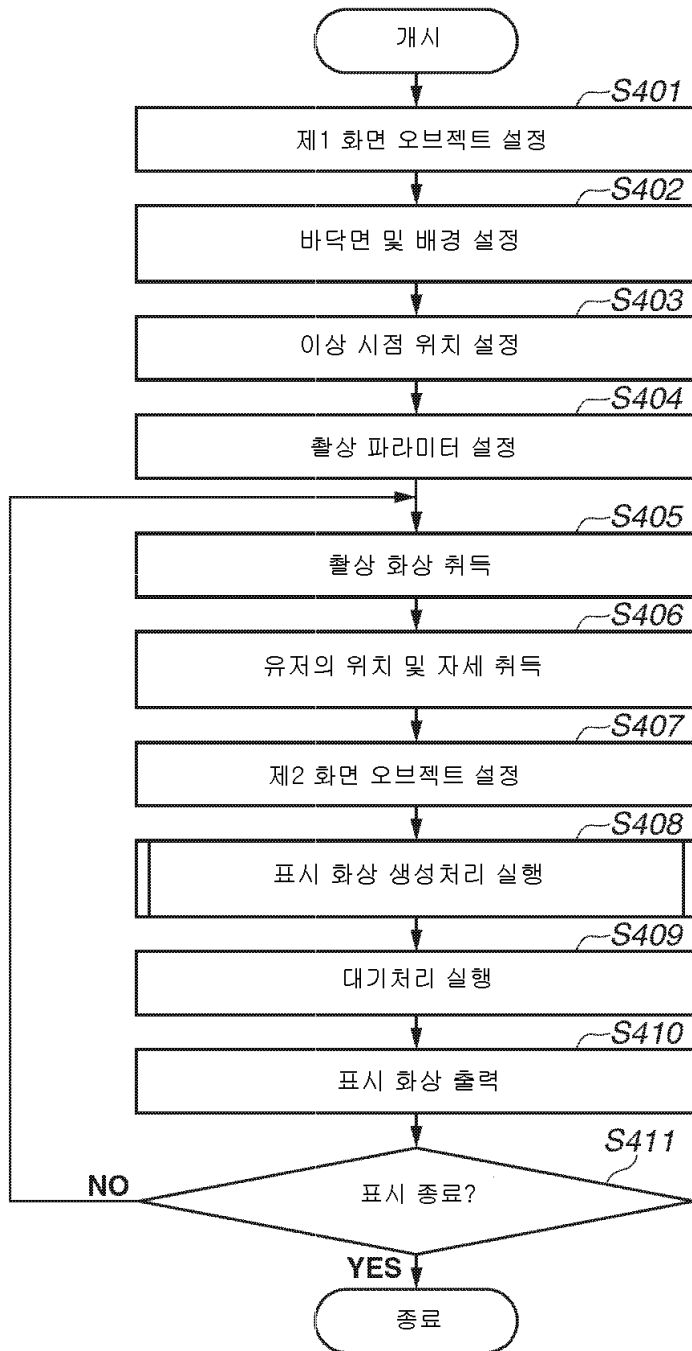 개시
S401
제1 화면 오브젝트 설정
S402
바닥면 및 배경 설정
S403
이상 시점 위치 설정
S404
촬상 파라미터 설정
S405
촬상 화상 취득
S406
유저의 위치 및 자세 취득
S407
제2 화면 오브젝트 설정
S408
표시 화상 생성처리 실행
S409
대기처리 실행
S410
표시 화상 출력
S411
표시 종료?
NO
YES
종료